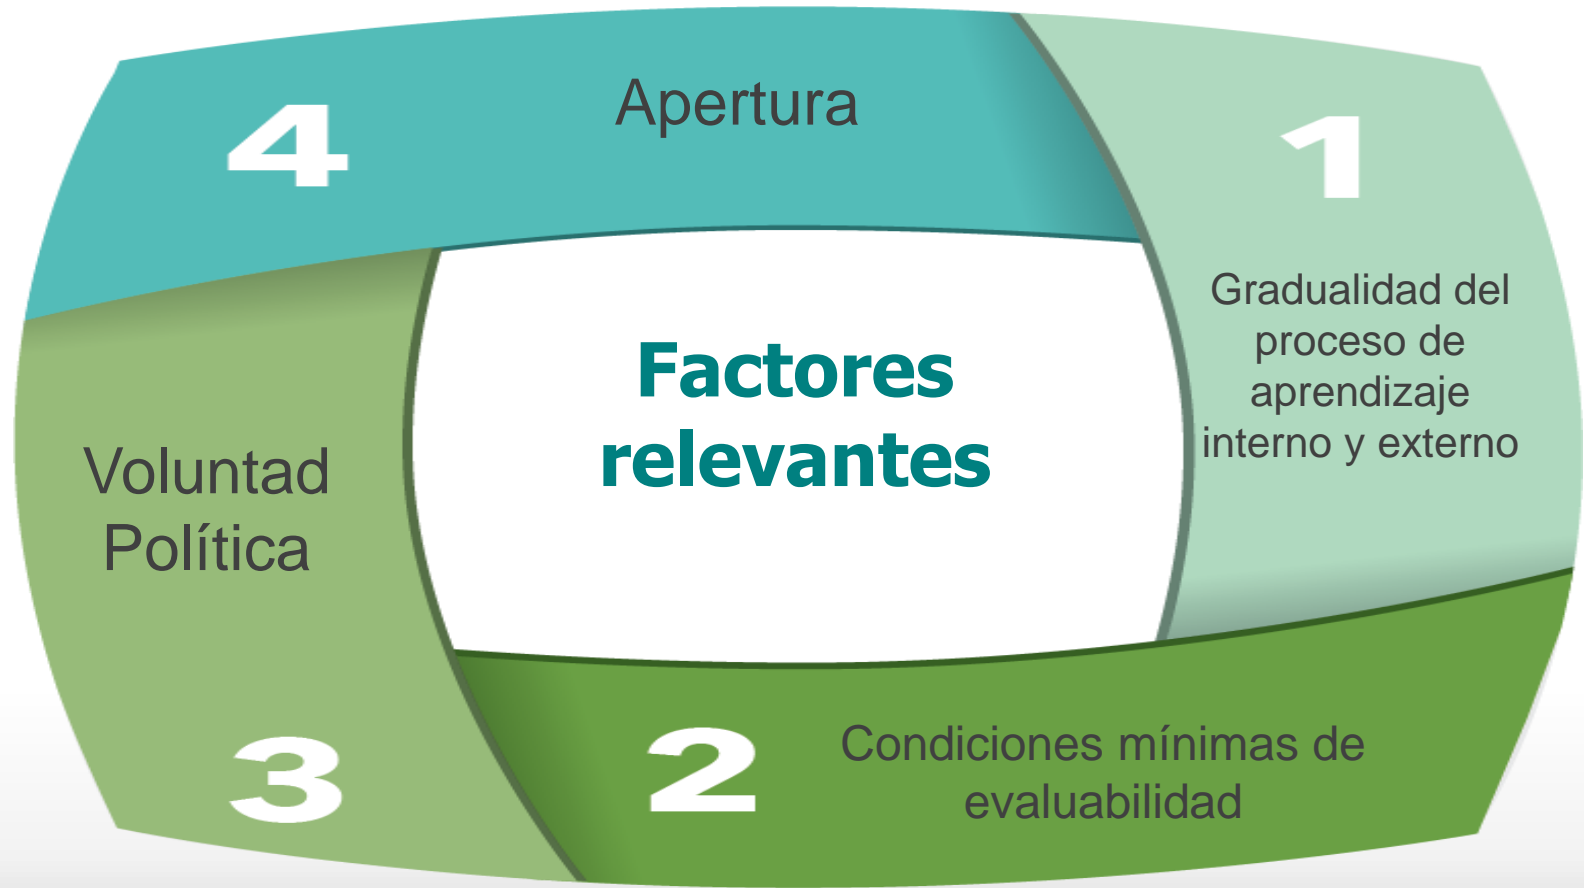 4
Apertura
1
Gradualidad del
proceso de
aprendizaje
interno y externo
Factores
relevantes
Voluntad
Política
3
2
Condiciones mínimas de
evaluabilidad